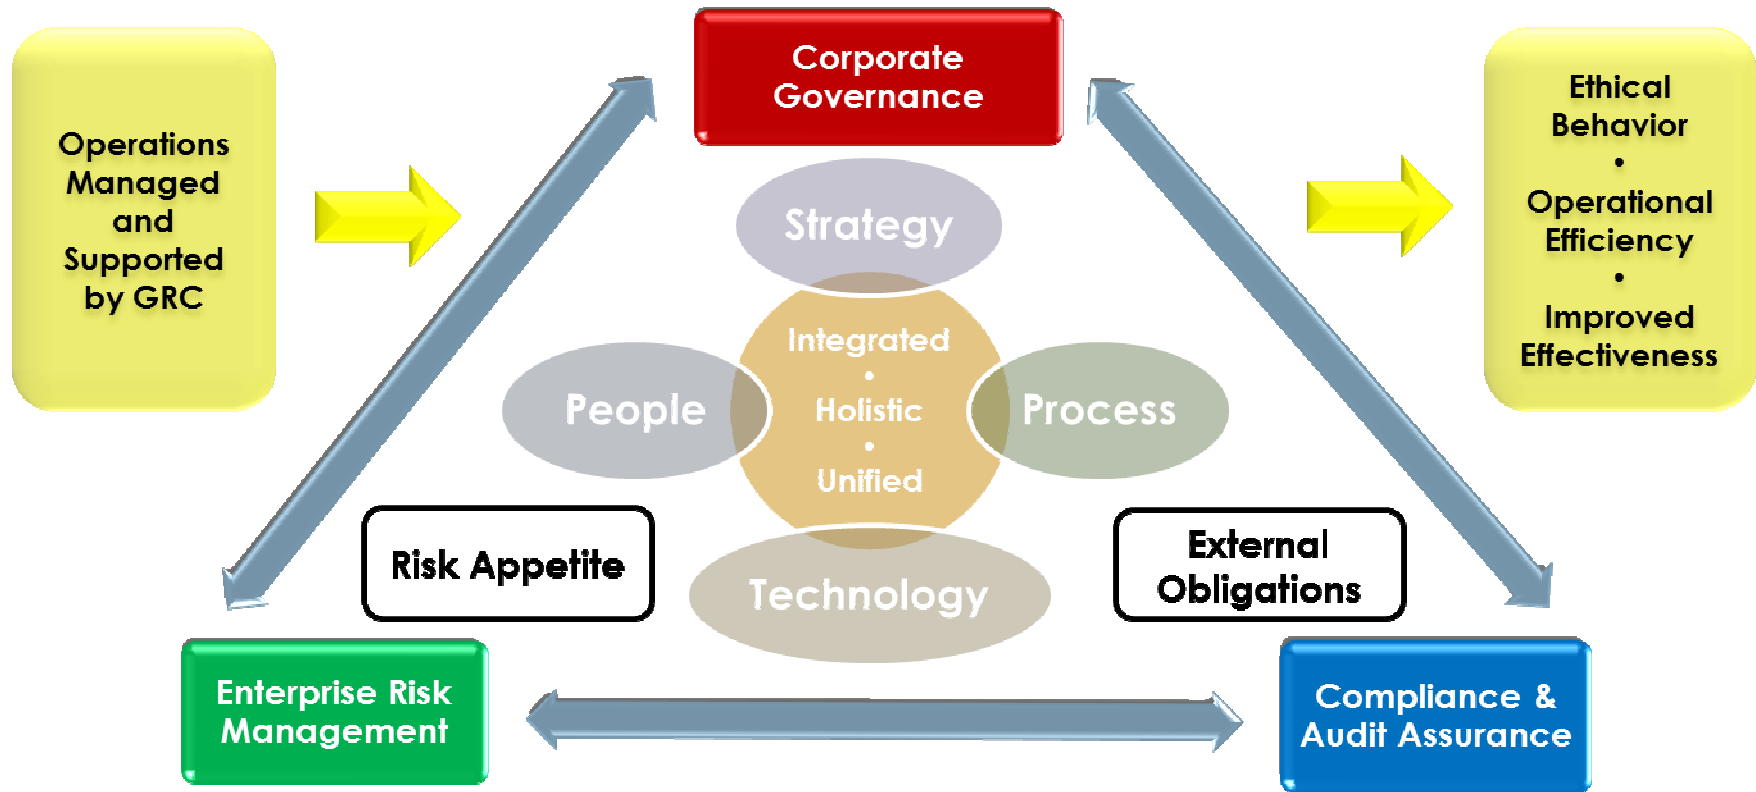 Corporate
Governance
Operations
Managed
and
Supported
by GRC
Ethical
Behavior
•
Operational
Efficiency
•
Improved
Effectiveness
Strategy
Integrated
•
Holistic
•
Unified
People
Process
Technology
Risk Appetite
External
Obligations
Enterprise Risk
Management
Compliance &
Audit Assurance